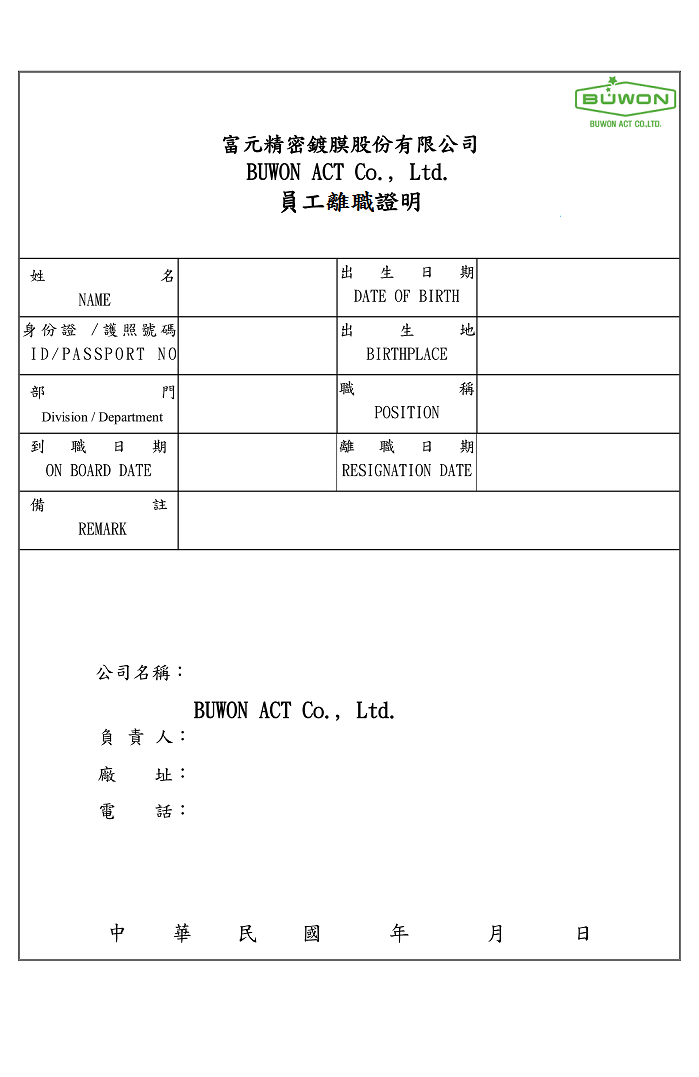 BUWON
BUWON ACT CO.,LTD.
富元精密鍍膜股份有限公司
BUWON ACT Co., Ltd.
員工離職證明
姓 名
NAME
出 生 日 期
DATE OF BIRTH
身份證 /護照號碼
ID/PASSPORT NO
出 生 地
BIRTHPLACE
部 門
Division / Department
職 稱
POSITION
到 職 日 期
ON BOARD DATE
離 職 日 期
RESIGNATION DATE
備 註
REMARK
公司名稱：
BUWON ACT Co., Ltd.
負 責 人：
廠 址：
電 話：
中 華 民 國 年 月 日